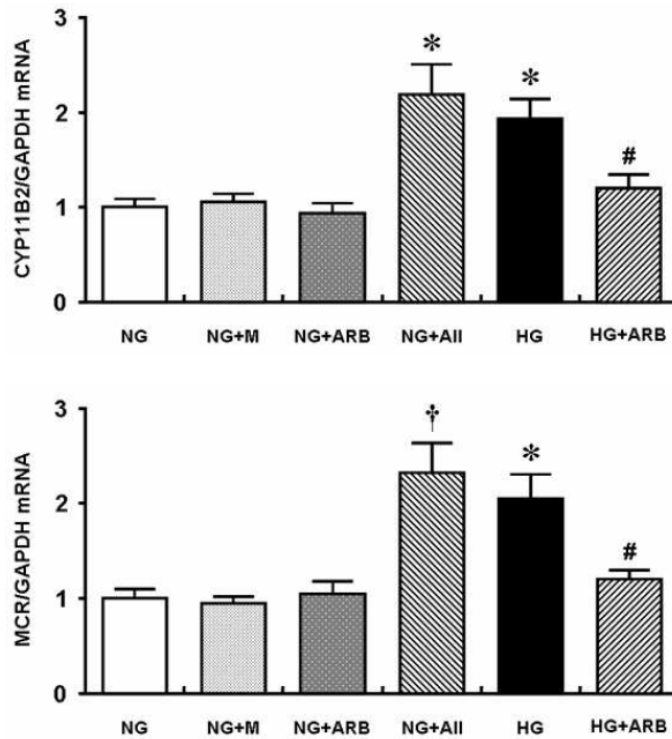 CYP11B2/GAPDH mRNA
3
2
1
0
*
*
#
NG
NG+M
NG+ARB
NG+AII
HG
HG+ARB
MCR/GAPDH mRNA
3
2
1
0
†
*
#
NG
NG+M
NG+ARB
NG+AII
HG
HG+ARB